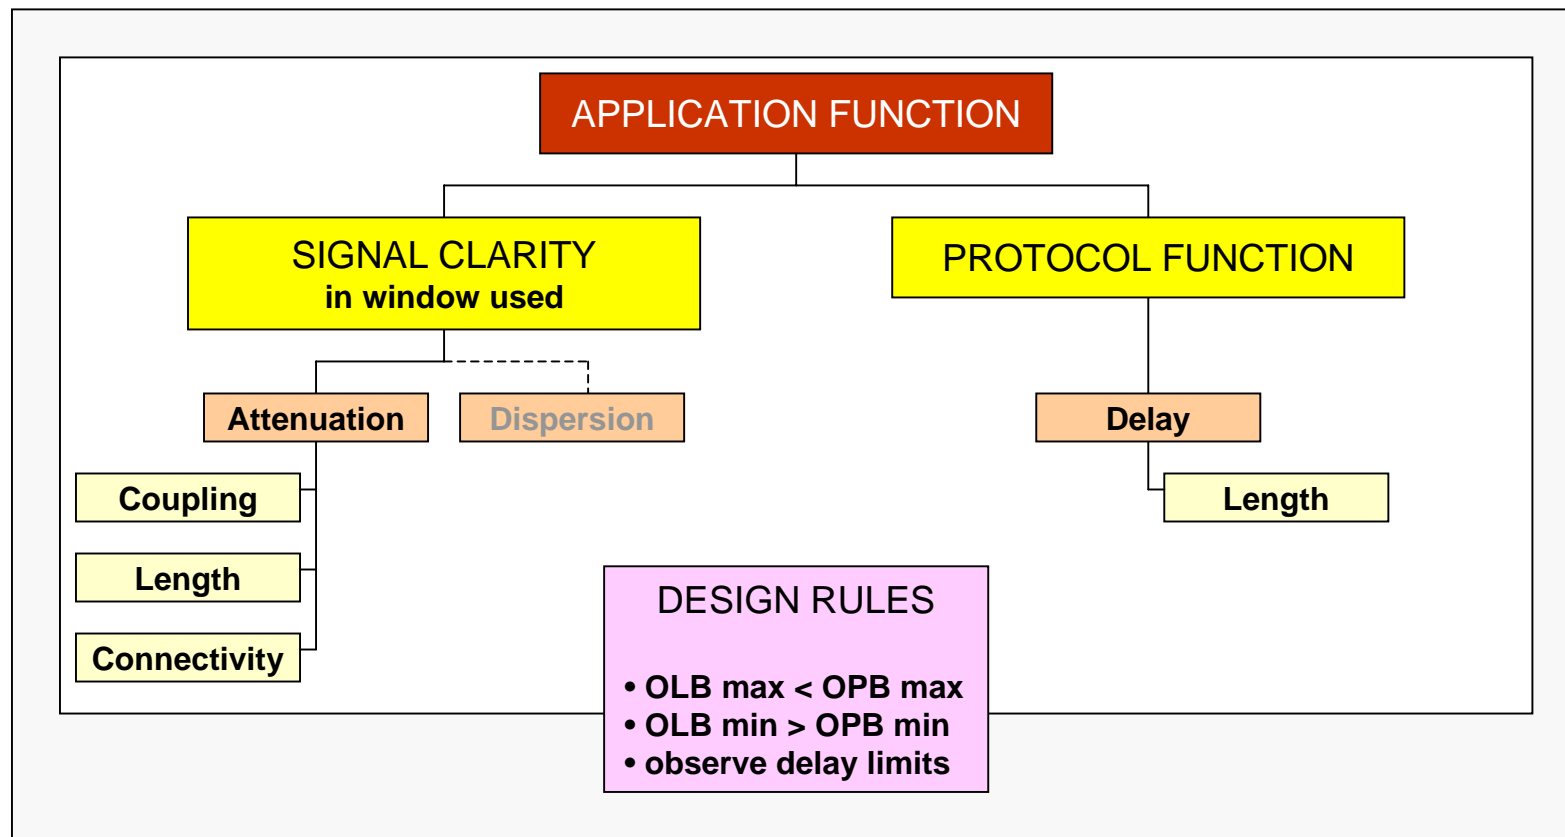 APPLICATION FUNCTION
SIGNAL CLARITY
in window used
PROTOCOL FUNCTION
Attenuation
Dispersion
Delay
Coupling
Length
Connectivity
Length
DESIGN RULES
• OLB max < OPB max
• OLB min > OPB min
• observe delay limits